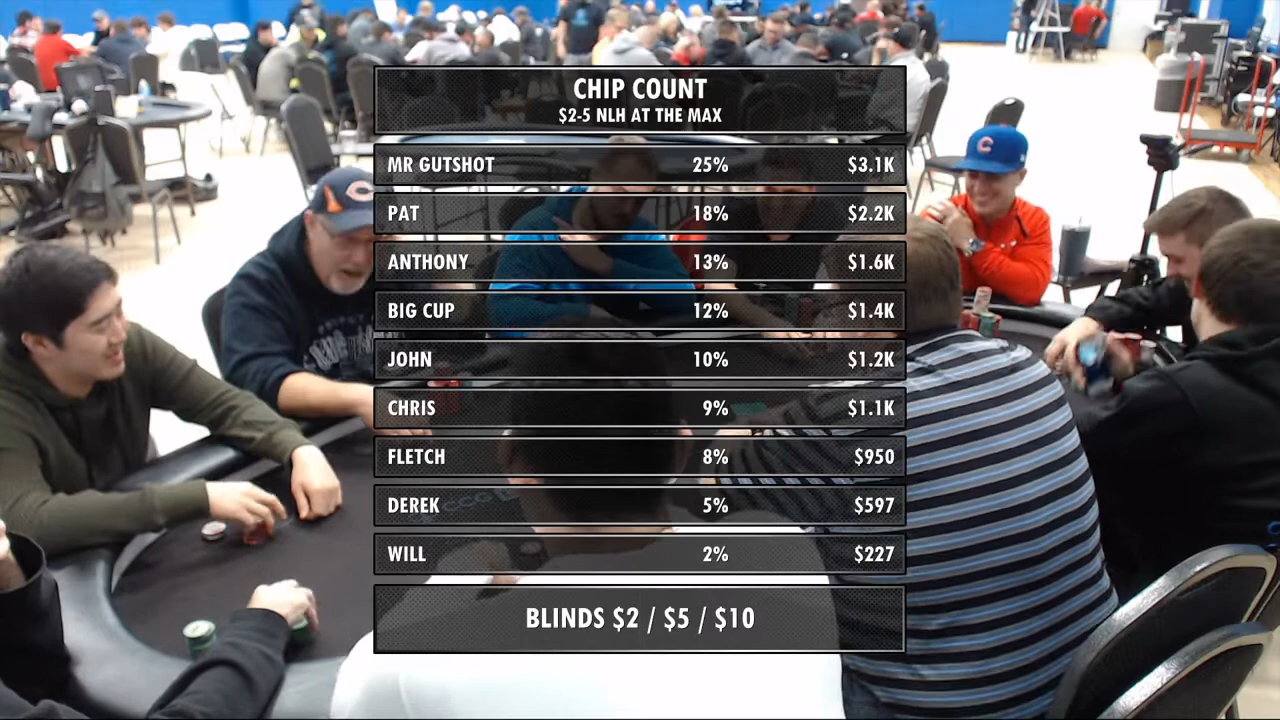 CHIP COUNT
$2-5 NLH AT THE MAX
MR GUTSHOT 25% $3.1K
PAT 18% $2.2K
ANTHONY 13% $1.6K
BIG CUP 12% $1.4K
JOHN 10% $1.2K
CHRIS 9% $1.1K
FLETCH 8% $950
DEREK 5% $597
WILL 2% $227
BLINDS $2 / $5 / $10
C
C